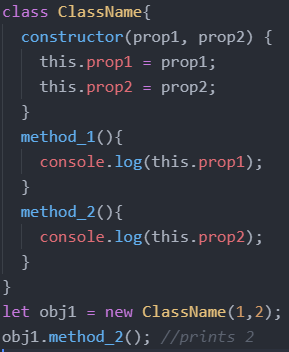 class ClassName{
  constructor(prop1, prop2) {
    this.prop1 = prop1;
    this.prop2 = prop2;
  }
  method_1(){
    console.log(this.prop1);
  }
  method_2(){
    console.log(this.prop2);
  }
}
let obj1 = new ClassName(1,2);
obj1.method_2(); //prints 2